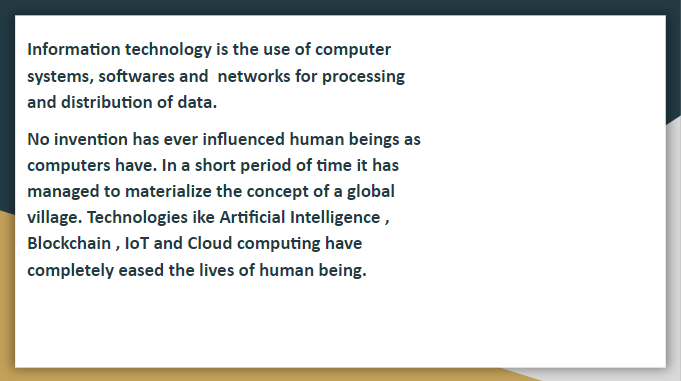 Information technology is the use of computer
systems, softwares and  networks for processing
and distribution of data.
No invention has ever influenced human beings as
computers have. In a short period of time it has
managed to materialize the concept of a global
village. Technologies ike Artificial Intelligence ,
Blockchain , IoT and Cloud computing have
completely eased the lives of human being.